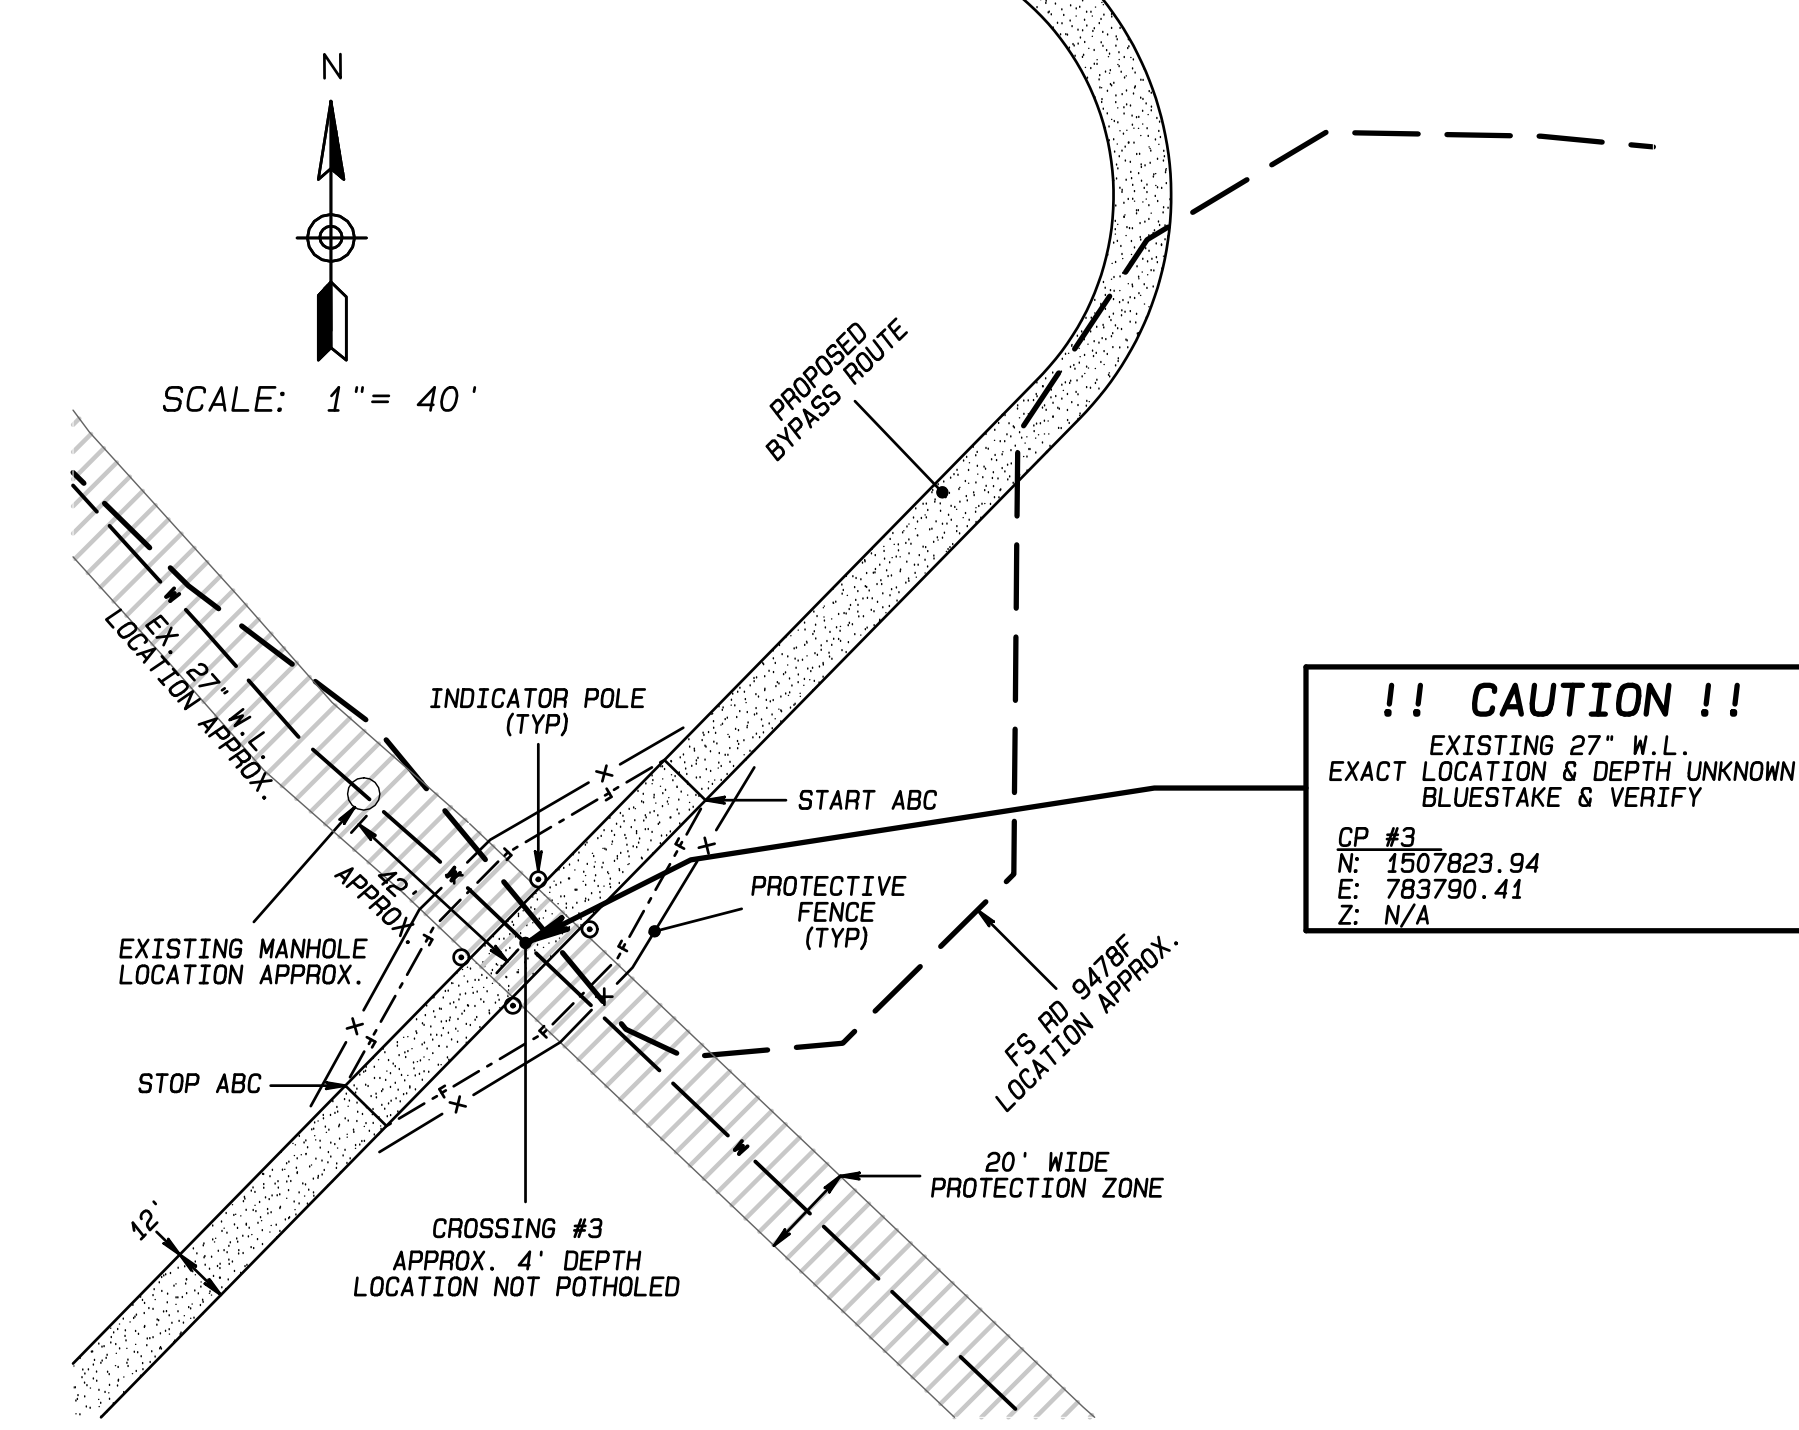 N
SCALE: 1"= 40'
PROPOSED
BYPASS ROUTE
W
EX. 27" W.L.
LOCATION APPROX.
INDICATOR POLE
(TYP)
X
F
F
START ABC
X
F
!! CAUTION !!
EXISTING 27" W.L.
EXACT LOCATION & DEPTH UNKNOWN
BLUESTAKE & VERIFY
CP #3
N: 1507823.94
E: 783790.41
Z: N/A
W
42'
APPROX.
PROTECTIVE
FENCE
(TYP)
EXISTING MANHOLE
LOCATION APPROX.
F
F
X
FS RD 9478F
LOCATION APPROX.
X
F
F
STOP ABC
F
X
W
20' WIDE
PROTECTION ZONE
12'
CROSSING #3
APPROX. 4' DEPTH
LOCATION NOT POTHOLED